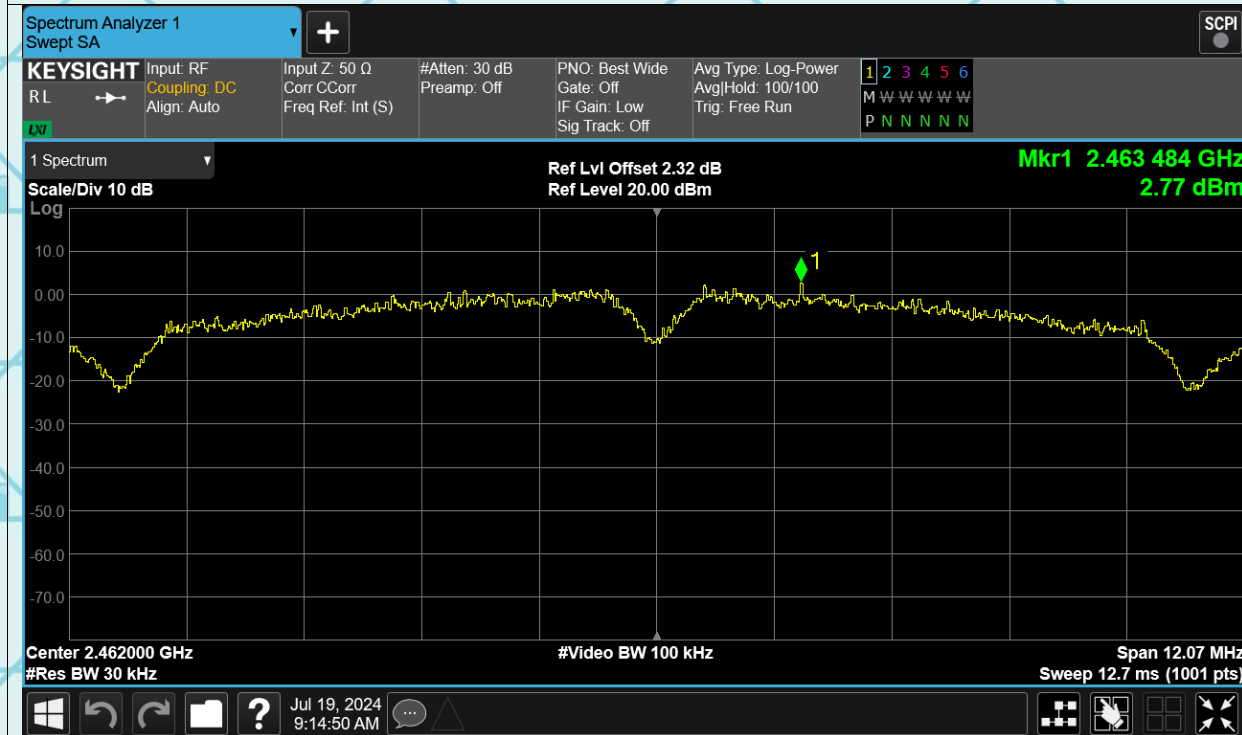 Spectrum Analyzer 1
Swept SA
+
SCPI
KEYSIGHT
RL
LXI
Input: RF
Coupling: DC
Align: Auto
Input Z: 50 Ω
Corr CCorr
Freq Ref: Int (S)
#Atten: 30 dB
Preamp: Off
PNO: Best Wide
Gate: Off
IF Gain: Low
Sig Track: Off
Avg Type: Log-Power
Avg|Hold: 100/100
Trig: Free Run
1 2 3 4 5 6
M W W W W W
P N N N N N
1 Spectrum
Scale/Div 10 dB
Log
Ref Lvl Offset 2.32 dB
Ref Level 20.00 dBm
Mkr1 2.463 484 GHz
2.77 dBm
1
10.0
0.00
-10.0
-20.0
-30.0
-40.0
-50.0
-60.0
-70.0
Center 2.462000 GHz
#Res BW 30 kHz
#Video BW 100 kHz
Span 12.07 MHz
Sweep 12.7 ms (1001 pts)
?
Jul 19, 2024
9:14:50 AM